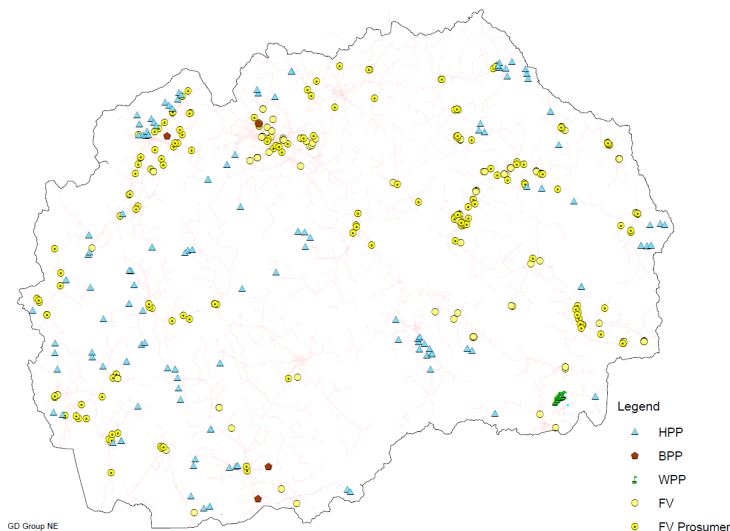 Legend
HPP
BPP
WPP
FV
FV Prosumer
GD Group NE